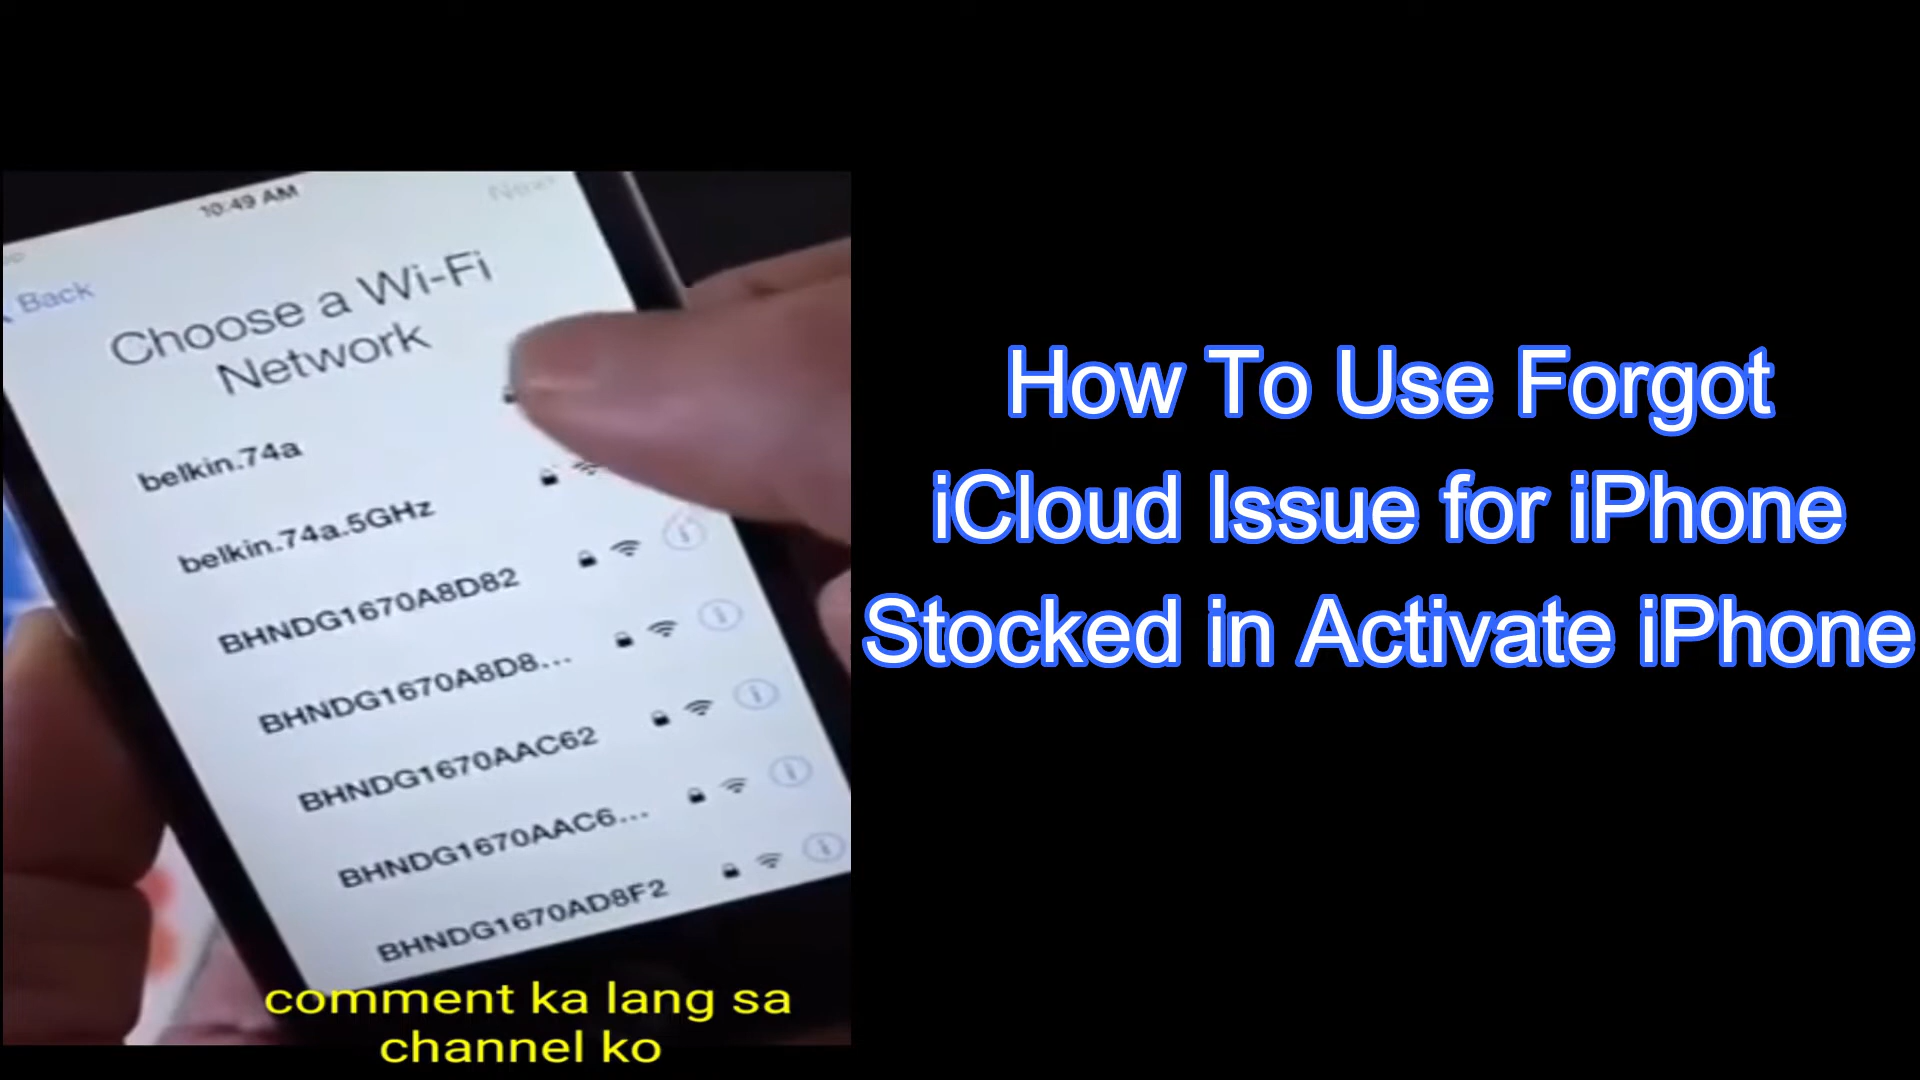 10:49 AM
Next
Back
Choose a Wi-Fi
Network
belkin.74a
belkin.74a.5GHz
BHNDG1670A8D82
BHNDG1670A8D8...
BHNDG1670AAC62
BHNDG1670AAC6...
BHNDG1670AD8F2
comment ka lang sa
channel ko
How To Use Forgot
iCloud Issue for iPhone
Stocked in Activate iPhone